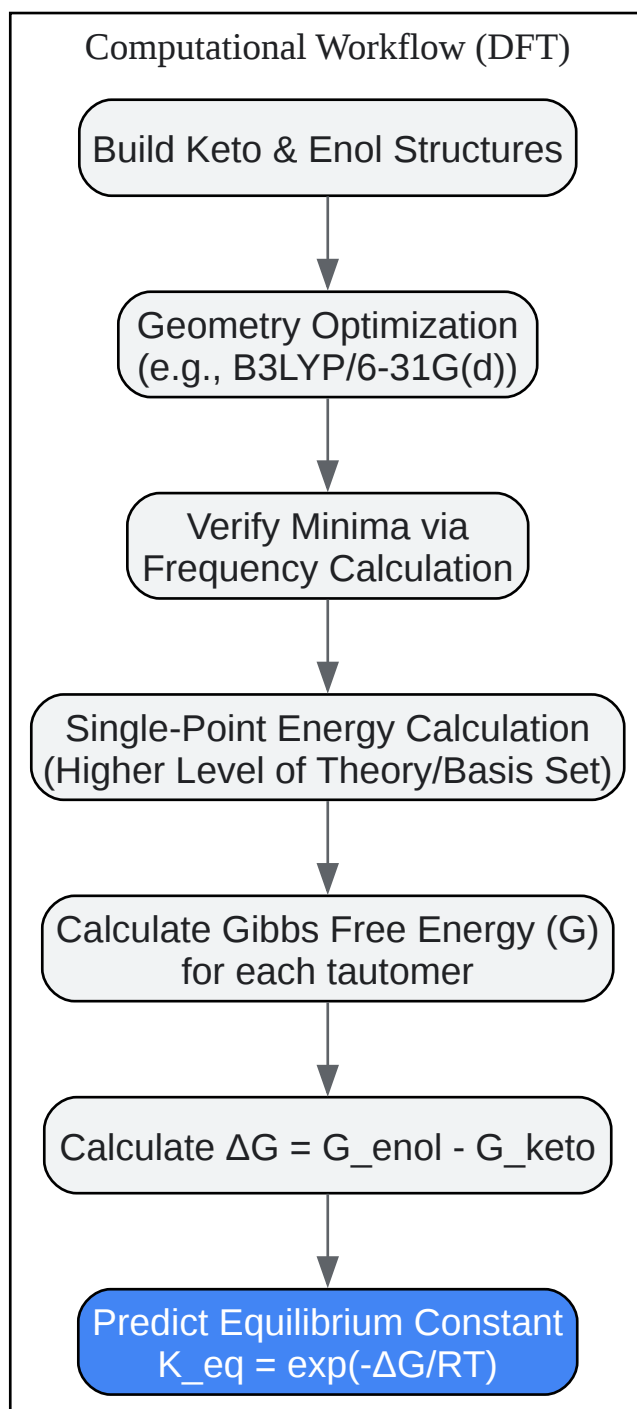 Computational Workflow (DFT)
Build Keto & Enol Structures
Geometry Optimization
(e.g., B3LYP/6-31G(d))
Verify Minima via
Frequency Calculation
Single-Point Energy Calculation
(Higher Level of Theory/Basis Set)
Calculate Gibbs Free Energy (G)
for each tautomer
Calculate ΔG = G_enol - G_keto
Predict Equilibrium Constant
K_eq = exp(-ΔG/RT)